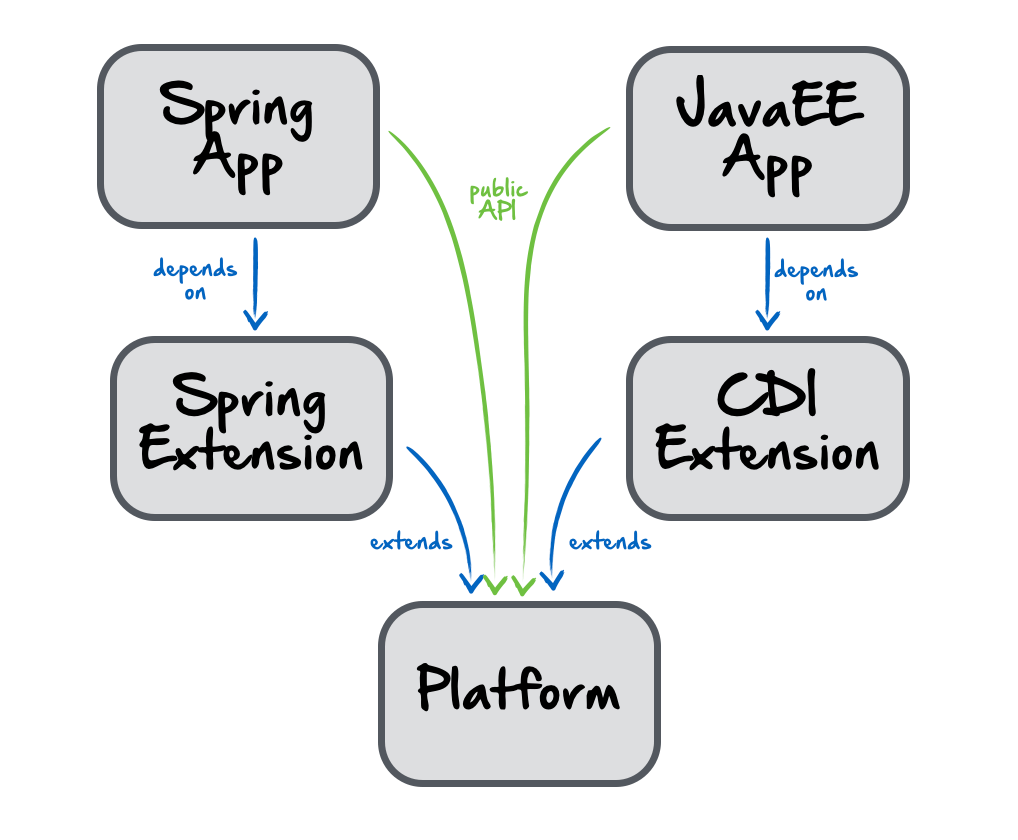 Spring
App
JavaEE
App
public
API
depends
on
depends
on
Spring
Extension
CDI
Extension
extends
extends
Platform